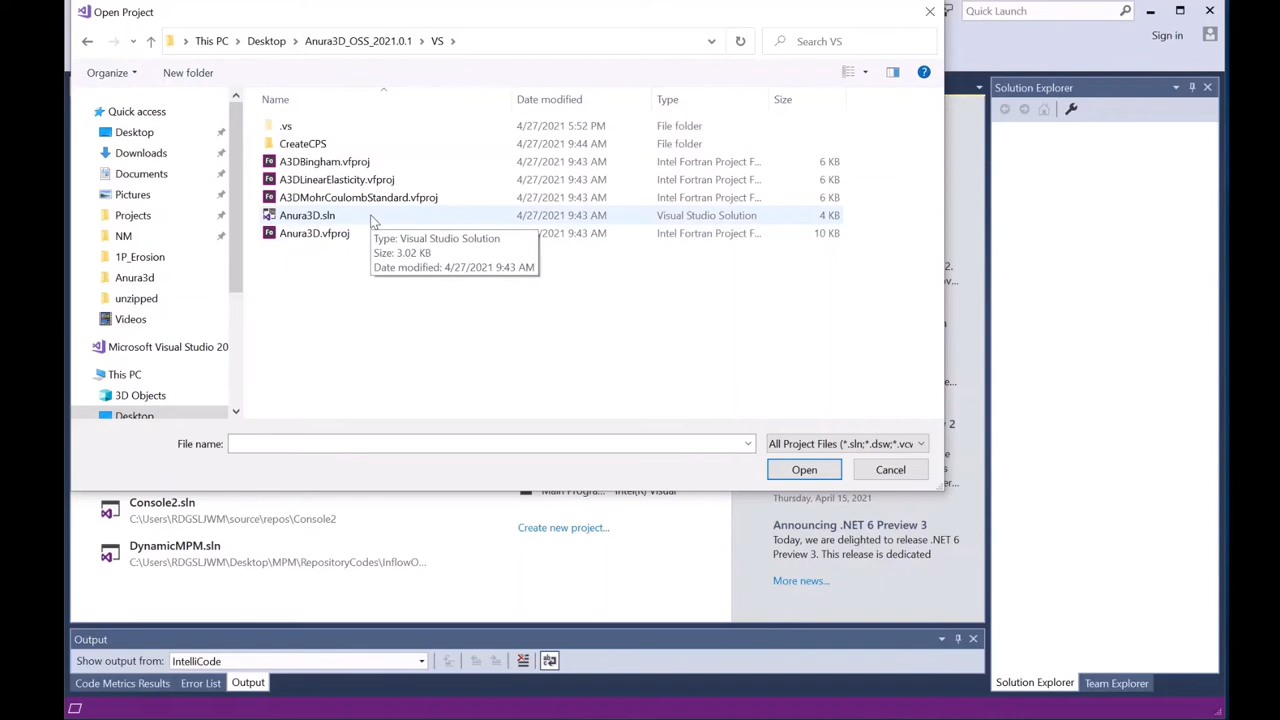 Open Project
Quick Launch
Sign in
This PC
Desktop
Anura3D_OSS_2021.0.1
VS
Search VS
Organize
New folder
Solution Explorer
Name
Date modified
Type
Size
Quick access
Desktop
Downloads
Documents
Pictures
Projects
NM
1P_Erosion
Anura3d
unzipped
Videos
Microsoft Visual Studio 20
This PC
3D Objects
Desktop
.vs 4/27/2021 5:52 PM File folder
CreateCPS 4/27/2021 9:44 AM File folder
A3DBingham.vfproj 4/27/2021 9:43 AM Intel Fortran Project F... 6 KB
A3DLinearElasticity.vfproj 4/27/2021 9:43 AM Intel Fortran Project F... 6 KB
A3DMohrCoulombStandard.vfproj 4/27/2021 9:43 AM Intel Fortran Project F... 6 KB
Anura3D.sln 4/27/2021 9:43 AM Visual Studio Solution 4 KB
Anura3D.vfproj 9:43 AM Intel Fortran Project F... 10 KB
Type: Visual Studio Solution
Size: 3.02 KB
Date modified: 4/27/2021 9:43 AM
File name:
All Project Files (*.sln;*.dsw;*.vcw
Open
Cancel
Console2.sln
C:\Users\RDGSLJWM\source\repos\Console2
DynamicMPM.sln
C:\Users\RDGSLJWM\Desktop\MPM\RepositoryCodes\InflowO...
Create new project...
Thursday, April 15, 2021
Announcing .NET 6 Preview 3
Today, we are delighted to release .NET 6
Preview 3. This release is dedicated
More news...
Output
Show output from: IntelliCode
Code Metrics Results
Error List
Output
Solution Explorer
Team Explorer